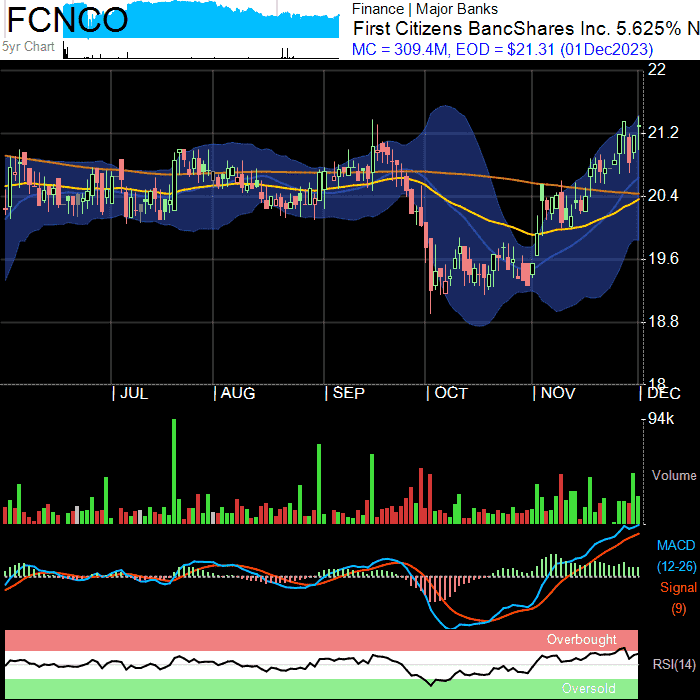 FCNCO
5yr Chart
Finance | Major Banks
First Citizens BancShares Inc. 5.625% N
MC = 309.4M, EOD = $21.31 (01Dec2023)
22
21.2
20.4
19.6
18.8
18
| JUL | AUG | SEP | OCT | NOV | DEC
94k
Volume
MACD
(12-26)
Signal
(9)
Overbought
RSI(14)
Oversold